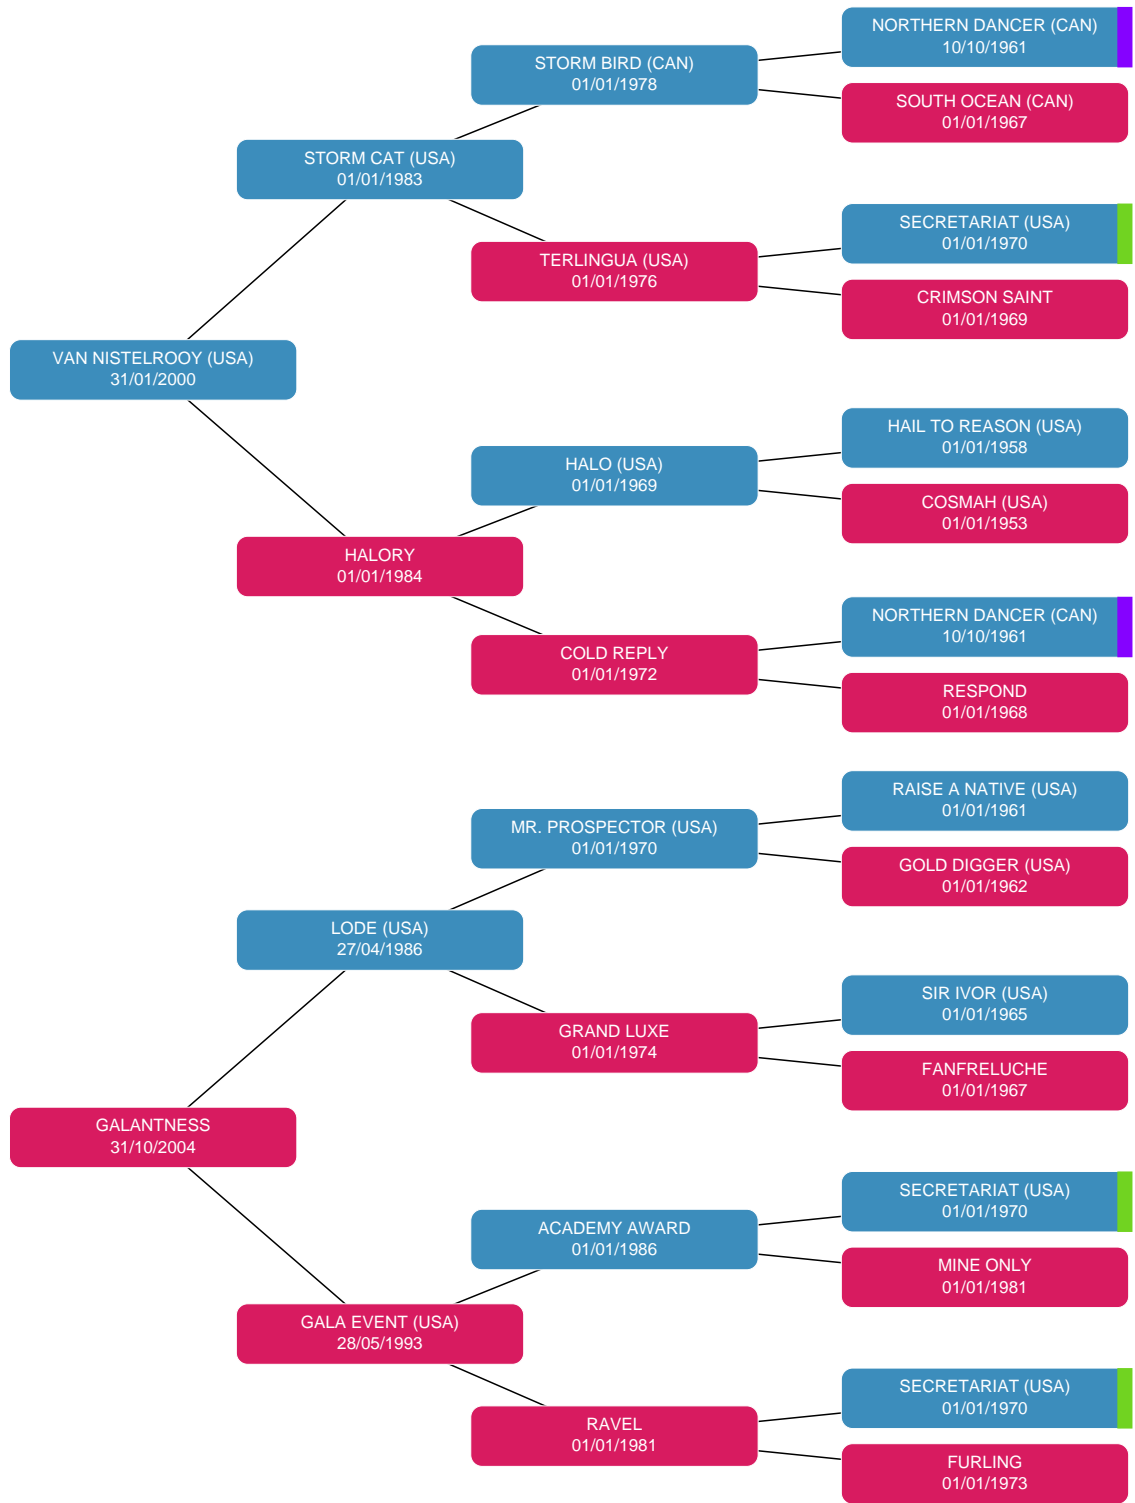 NORTHERN DANCER (CAN)
10/10/1961
STORM BIRD (CAN)
01/01/1978
SOUTH OCEAN (CAN)
01/01/1967
STORM CAT (USA)
01/01/1983
SECRETARIAT (USA)
01/01/1970
TERLINGUA (USA)
01/01/1976
CRIMSON SAINT
01/01/1969
VAN NISTELROOY (USA)
31/01/2000
HAIL TO REASON (USA)
01/01/1958
HALO (USA)
01/01/1969
COSMAH (USA)
01/01/1953
HALORY
01/01/1984
NORTHERN DANCER (CAN)
10/10/1961
COLD REPLY
01/01/1972
RESPOND
01/01/1968
RAISE A NATIVE (USA)
01/01/1961
MR. PROSPECTOR (USA)
01/01/1970
GOLD DIGGER (USA)
01/01/1962
LODE (USA)
27/04/1986
SIR IVOR (USA)
01/01/1965
GRAND LUXE
01/01/1974
FANFRELUCHE
01/01/1967
GALANTNESS
31/10/2004
SECRETARIAT (USA)
01/01/1970
ACADEMY AWARD
01/01/1986
MINE ONLY
01/01/1981
GALA EVENT (USA)
28/05/1993
SECRETARIAT (USA)
01/01/1970
RAVEL
01/01/1981
FURLING
01/01/1973